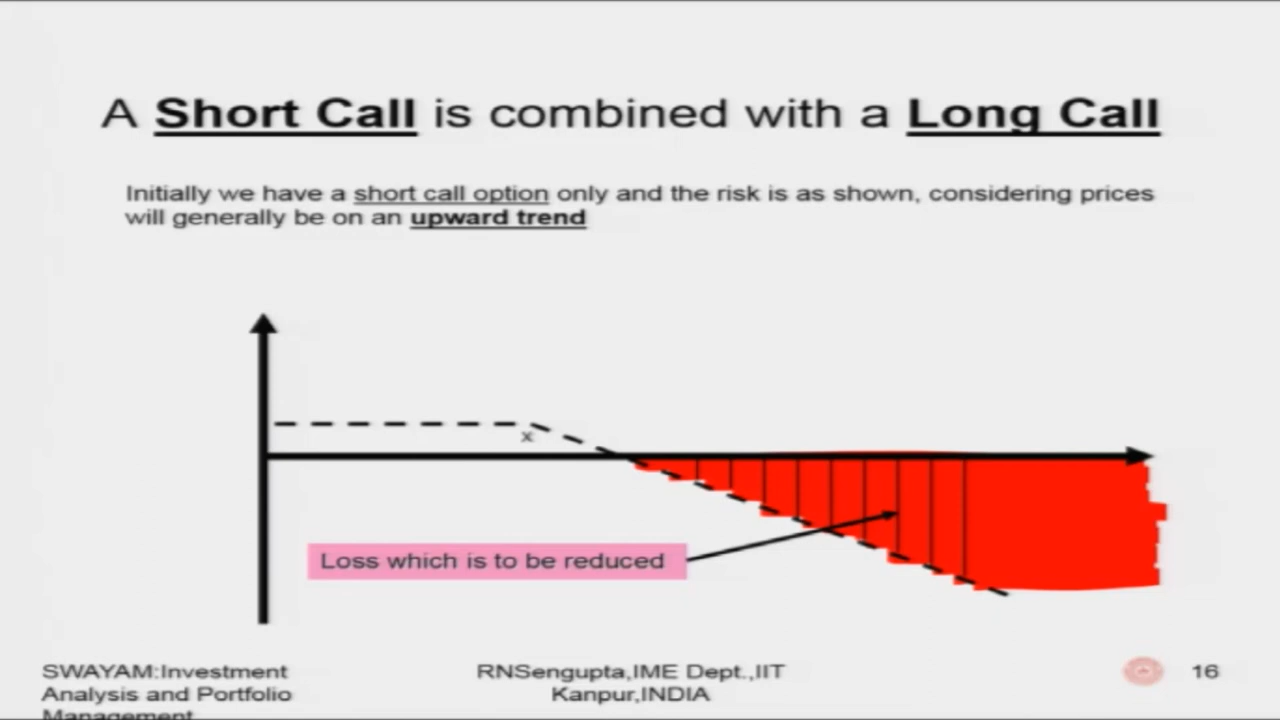 A Short Call is combined with a Long Call
Initially we have a short call option only and the risk is as shown, considering prices
will generally be on an upward trend
x
Loss which is to be reduced
SWAYAM:Investment
Analysis and Portfolio
Management
RNSengupta,IME Dept.,IIT
Kanpur,INDIA
16